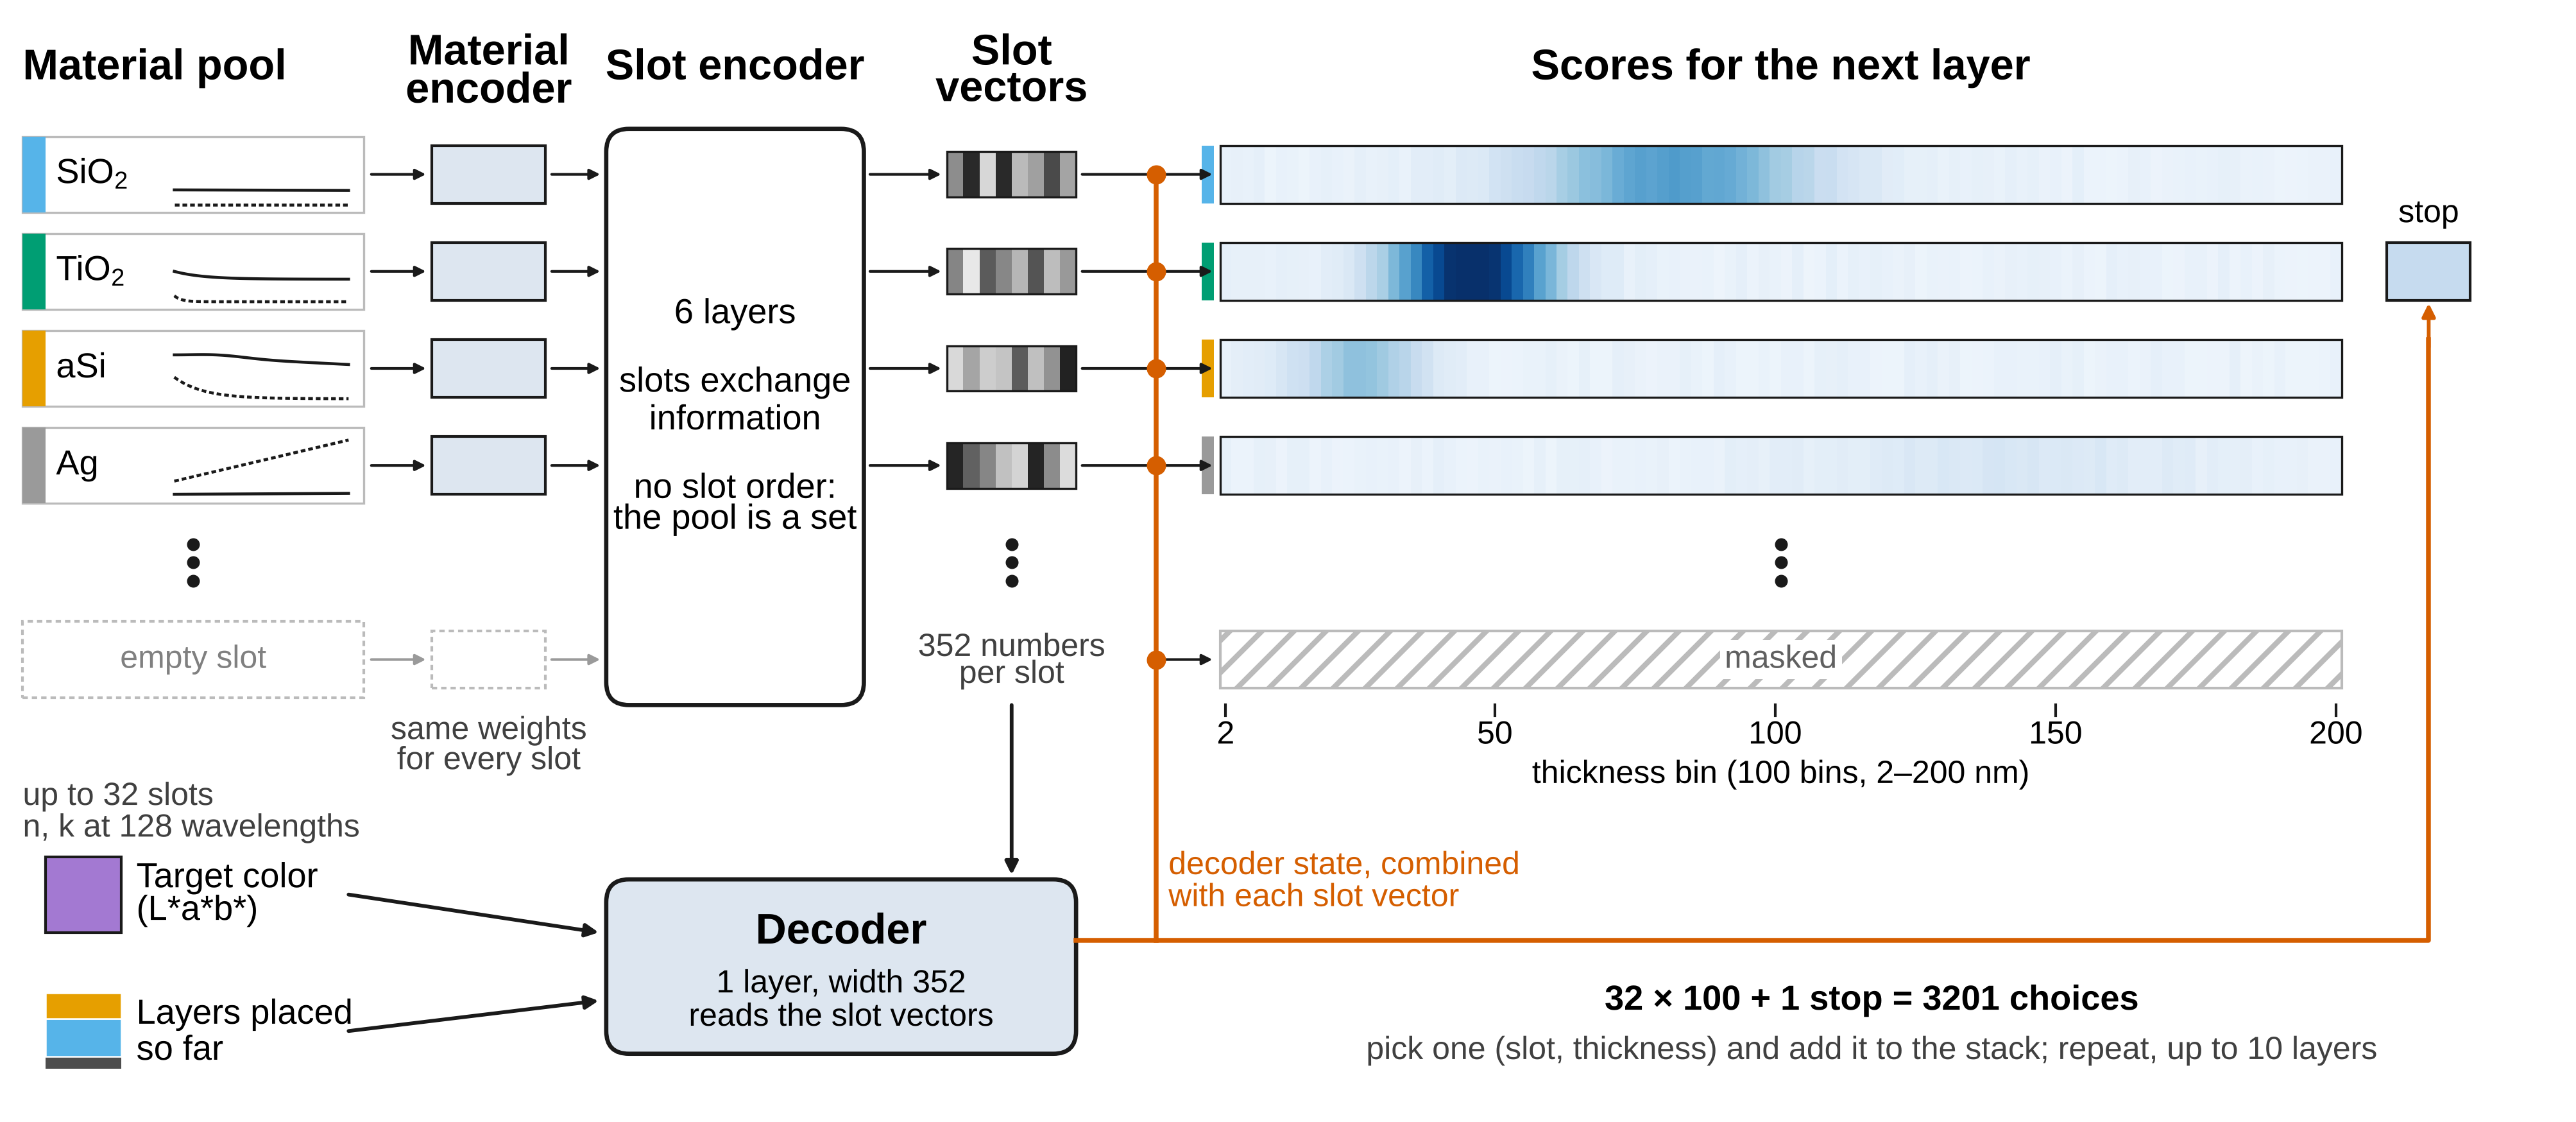 Material pool
Material
encoder
Slot encoder
Slot
vectors
Scores for the next layer
SiO₂
TiO₂
aSi
Ag
empty slot
6 layers
slots exchange
information
no slot order:
the pool is a set
352 numbers
per slot
stop
masked
2 50 100 150 200
thickness bin (100 bins, 2–200 nm)
same weights
for every slot
up to 32 slots
n, k at 128 wavelengths
Target color
(L*a*b*)
Layers placed
so far
Decoder
1 layer, width 352
reads the slot vectors
decoder state, combined
with each slot vector
32 × 100 + 1 stop = 3201 choices
pick one (slot, thickness) and add it to the stack; repeat, up to 10 layers